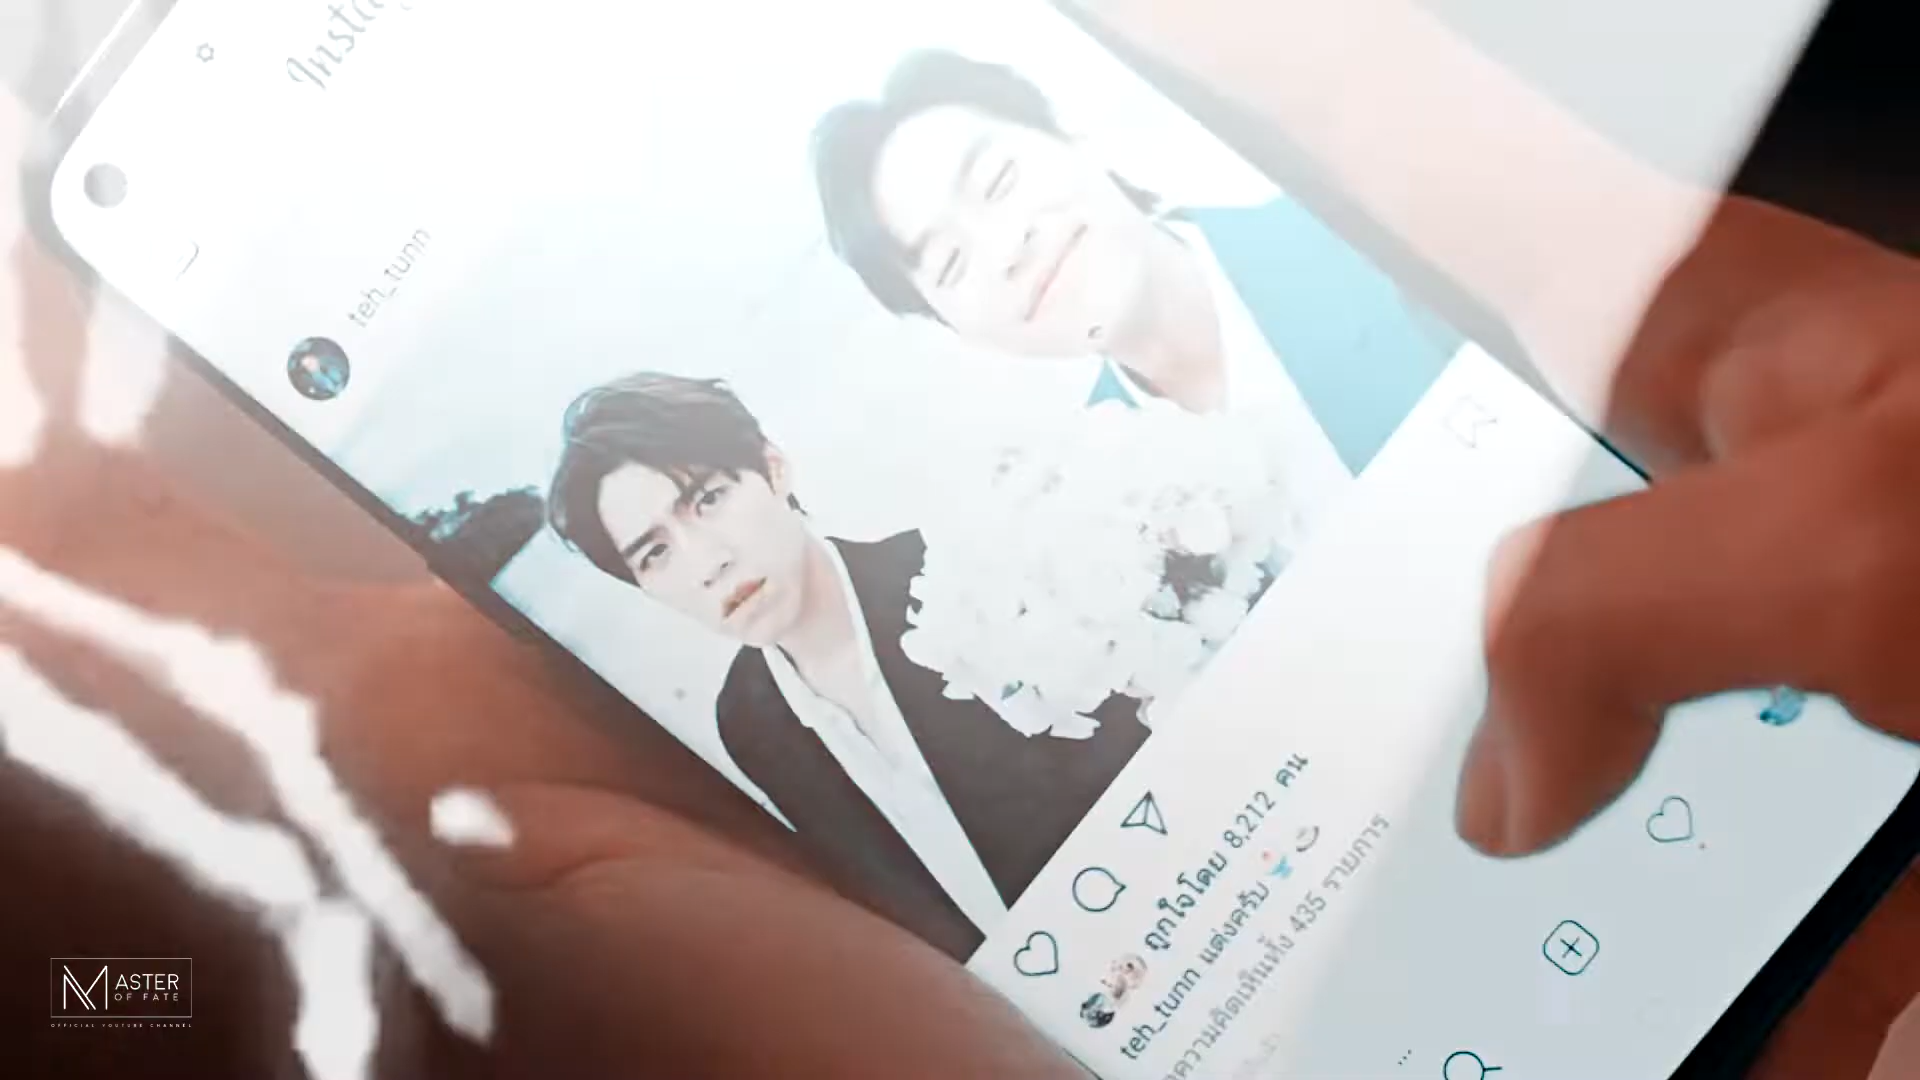 Insta
teh_tunn
ถูกใจโดย 8,212 คน
teh_tunn แต่งครับ
ความคิดเห็นทั้ง 435 รายการ
MASTER
OF FATE
OFFICIAL YOUTUBE CHANNEL